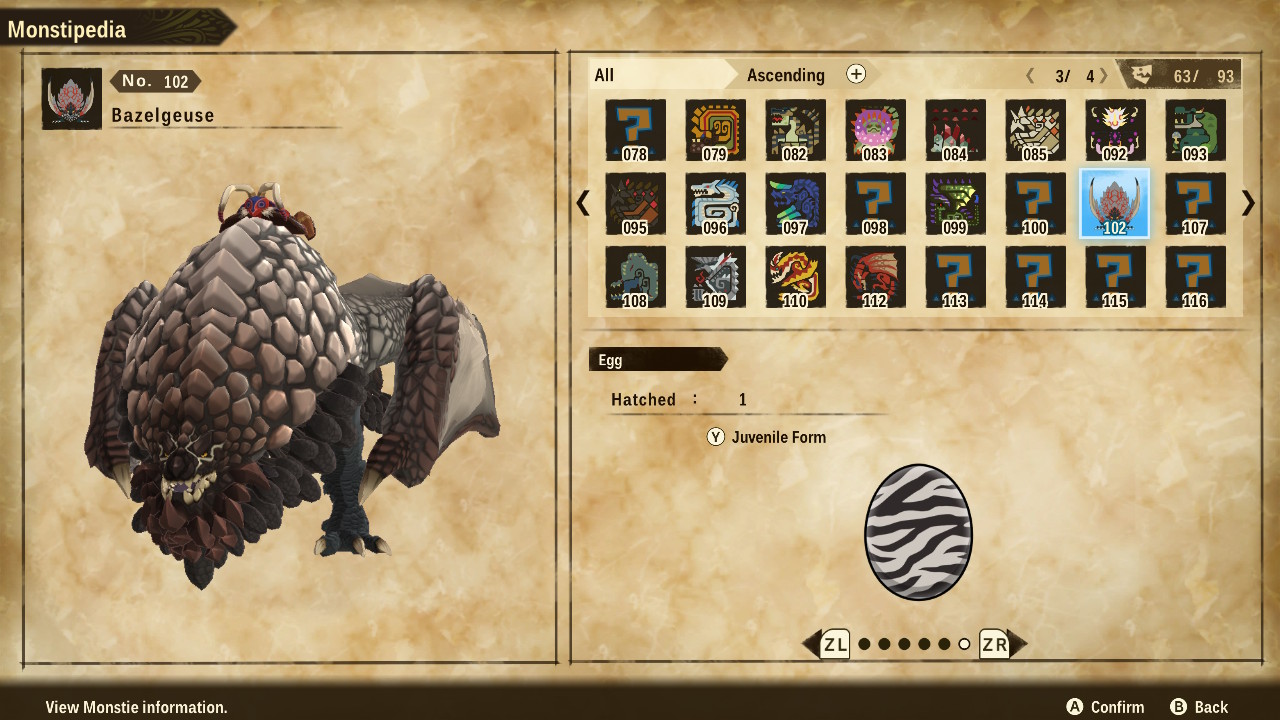 Monstipedia
No. 102
Bazelgeuse
All
Ascending
3/ 4
63/ 93
078 079 082 083 084 085 092 093
095 096 097 098 099 100 102 107
108 109 110 112 113 114 115 116
Egg
Hatched : 1
Y Juvenile Form
ZL ZR
View Monstie information.
A Confirm B Back